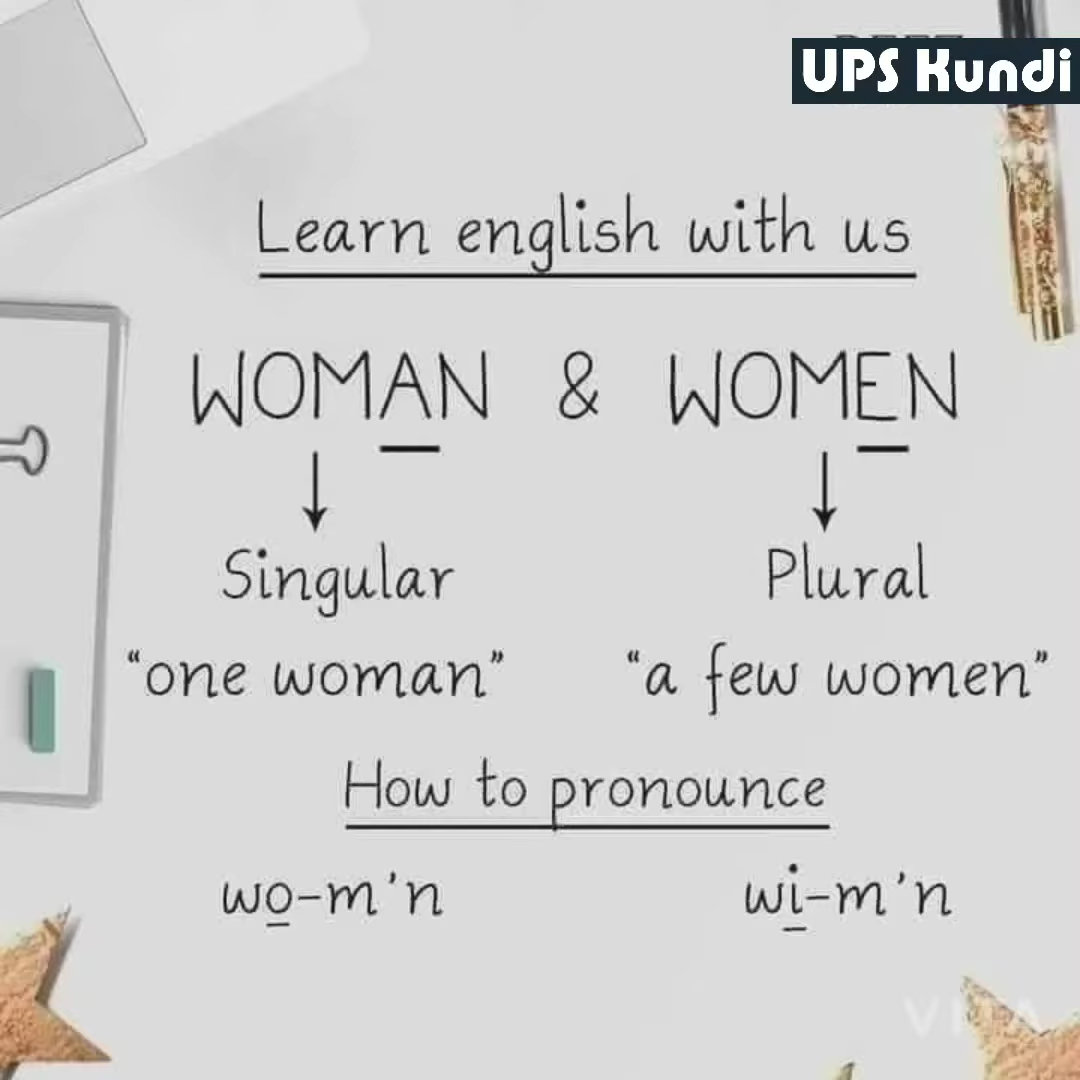 UPS Kundi
Learn english with us
WOMAN & WOMEN
Singular Plural
"one woman" "a few women"
How to pronounce
wo-m'n wi-m'n